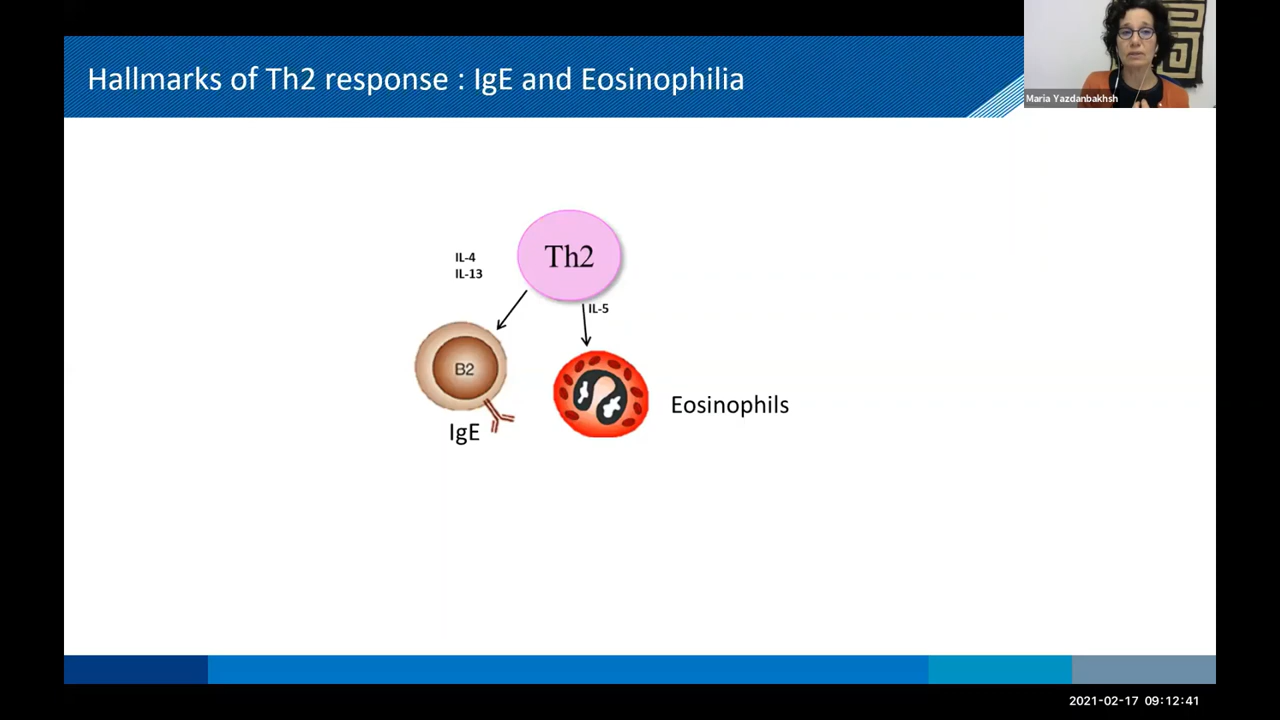 Hallmarks of Th2 response : IgE and Eosinophilia
Maria Yazdanbakhsh
Th2
IL-4
IL-13
IL-5
B2
IgE
Eosinophils
2021-02-17 09:12:41